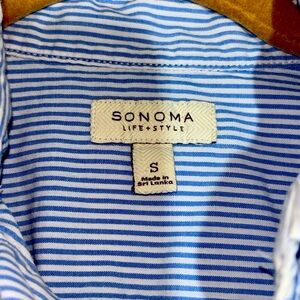 SONOMA
LIFE+STYLE
S
Made in
Sri Lanka